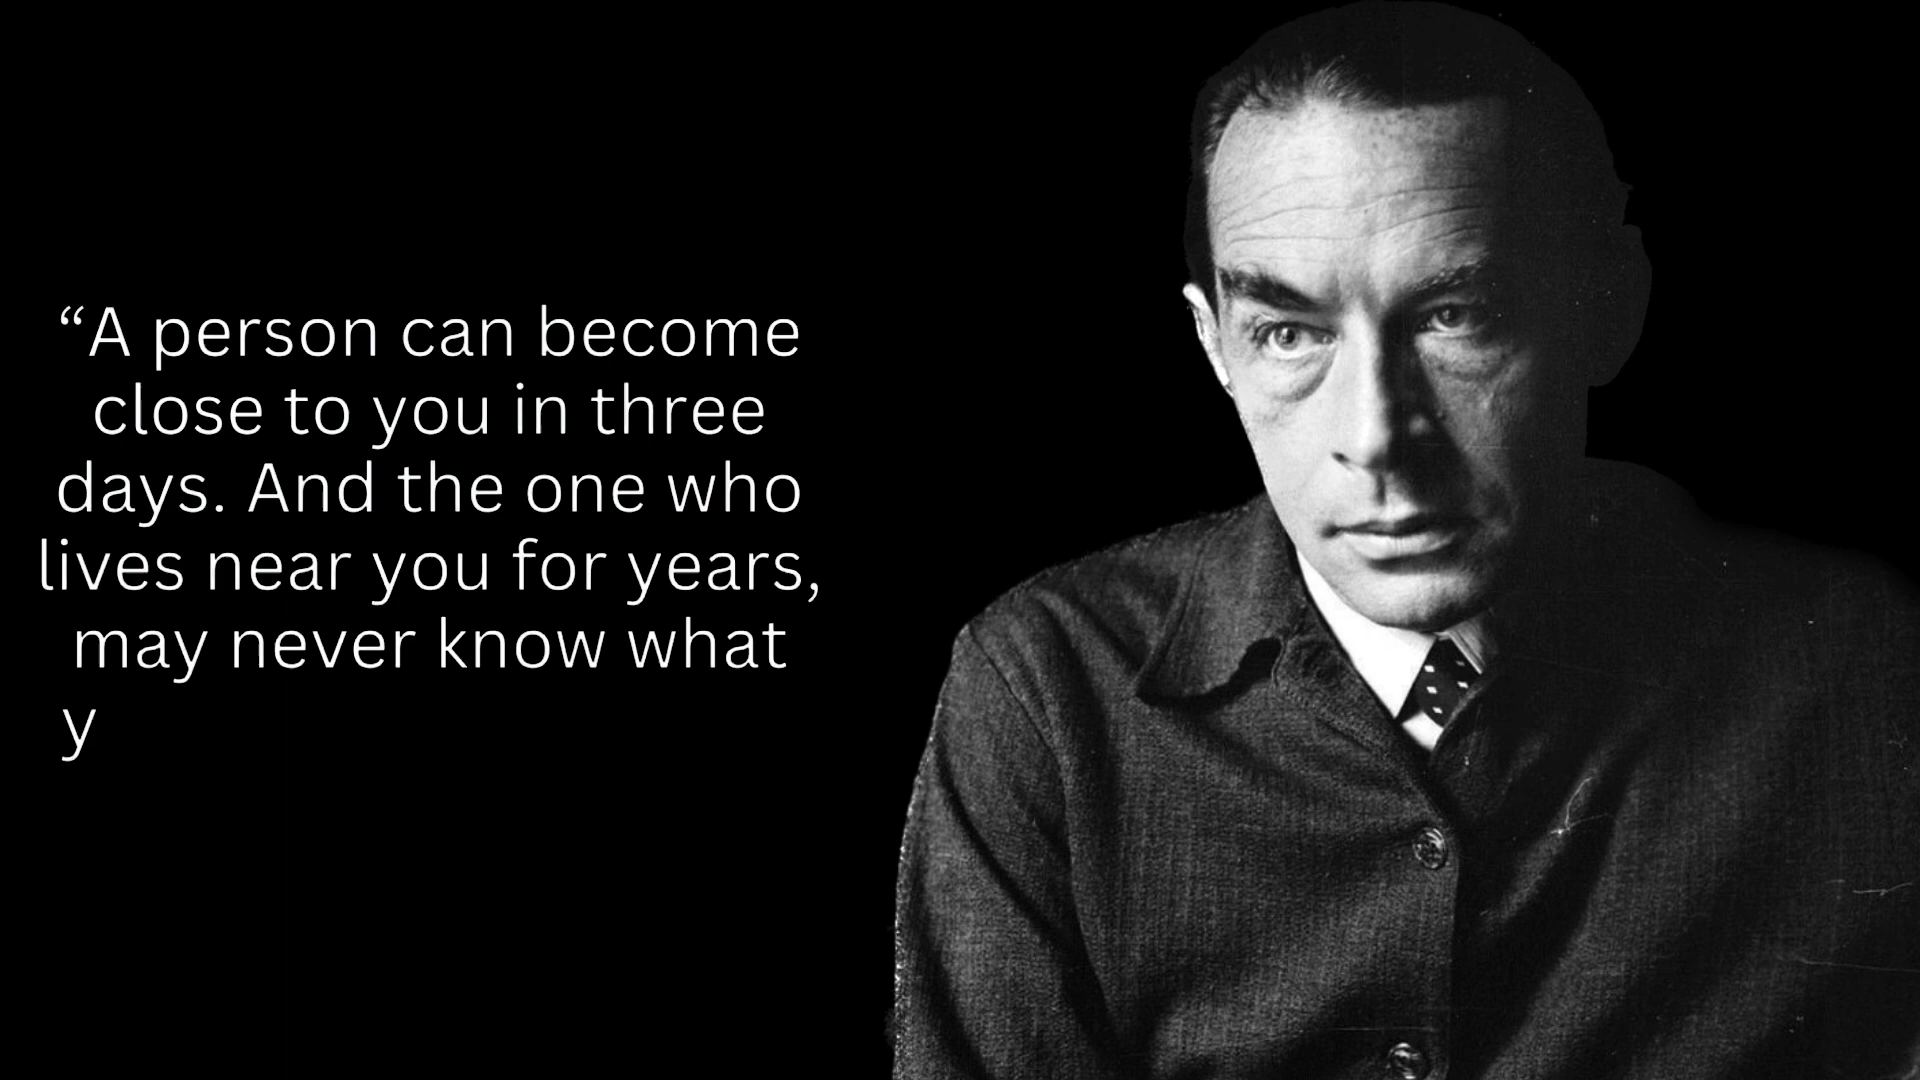 “A person can become
close to you in three
days. And the one who
lives near you for years,
may never know what
y